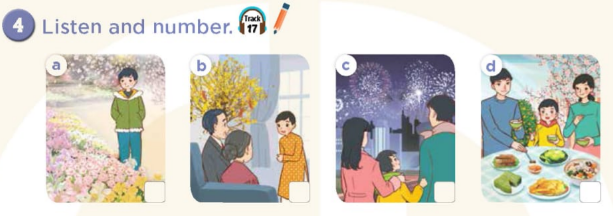 4 Listen and number. Track 17
a b c d